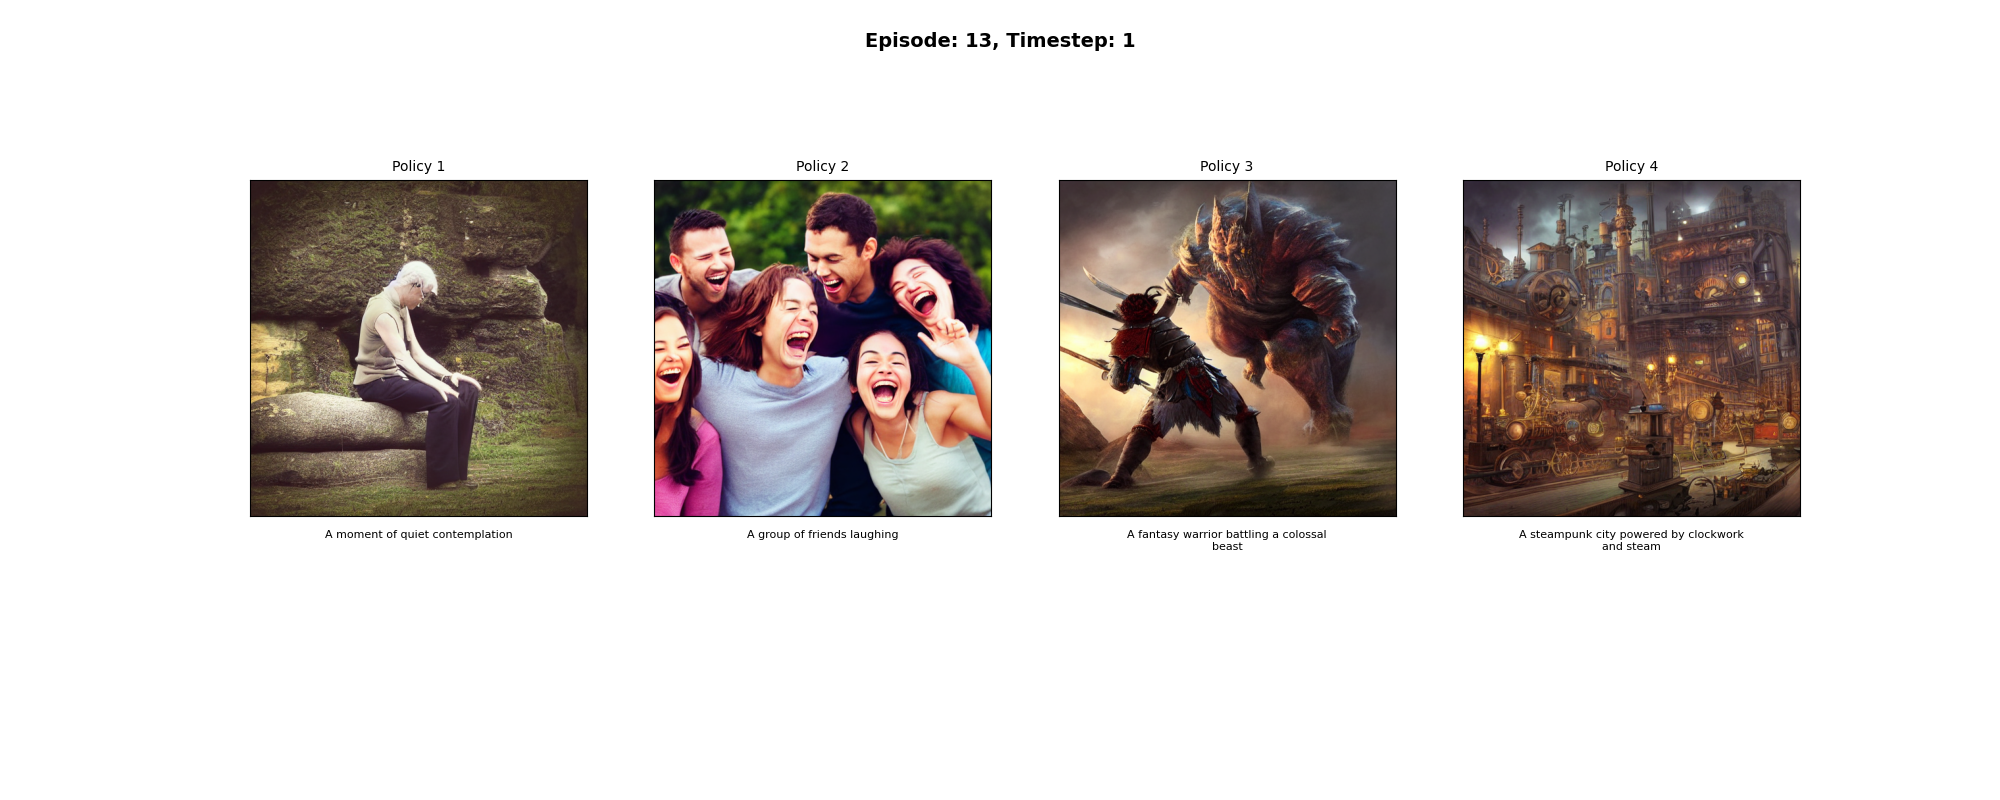 Episode: 13, Timestep: 1
Policy 1
Policy 2
Policy 3
Policy 4
A moment of quiet contemplation
A group of friends laughing
A fantasy warrior battling a colossal
beast
A steampunk city powered by clockwork
and steam